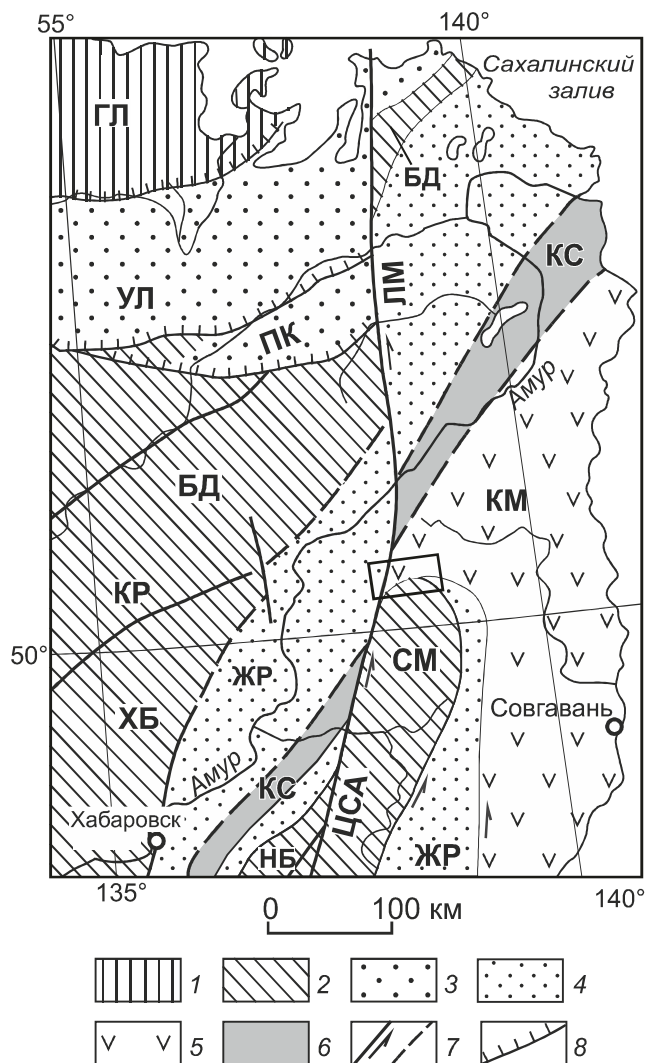 55°
140°
Сахалинский
залив
ГЛ
БД
КС
УЛ
ЛМ
ПК
Амур
БД
КМ
КР
50°
СМ
ЖР
ХБ
Совгавань
Амур
КС
Хабаровск
ЦСА
НБ
ЖР
135°
140°
0 100 км
1 2 3 4
5 6 7 8